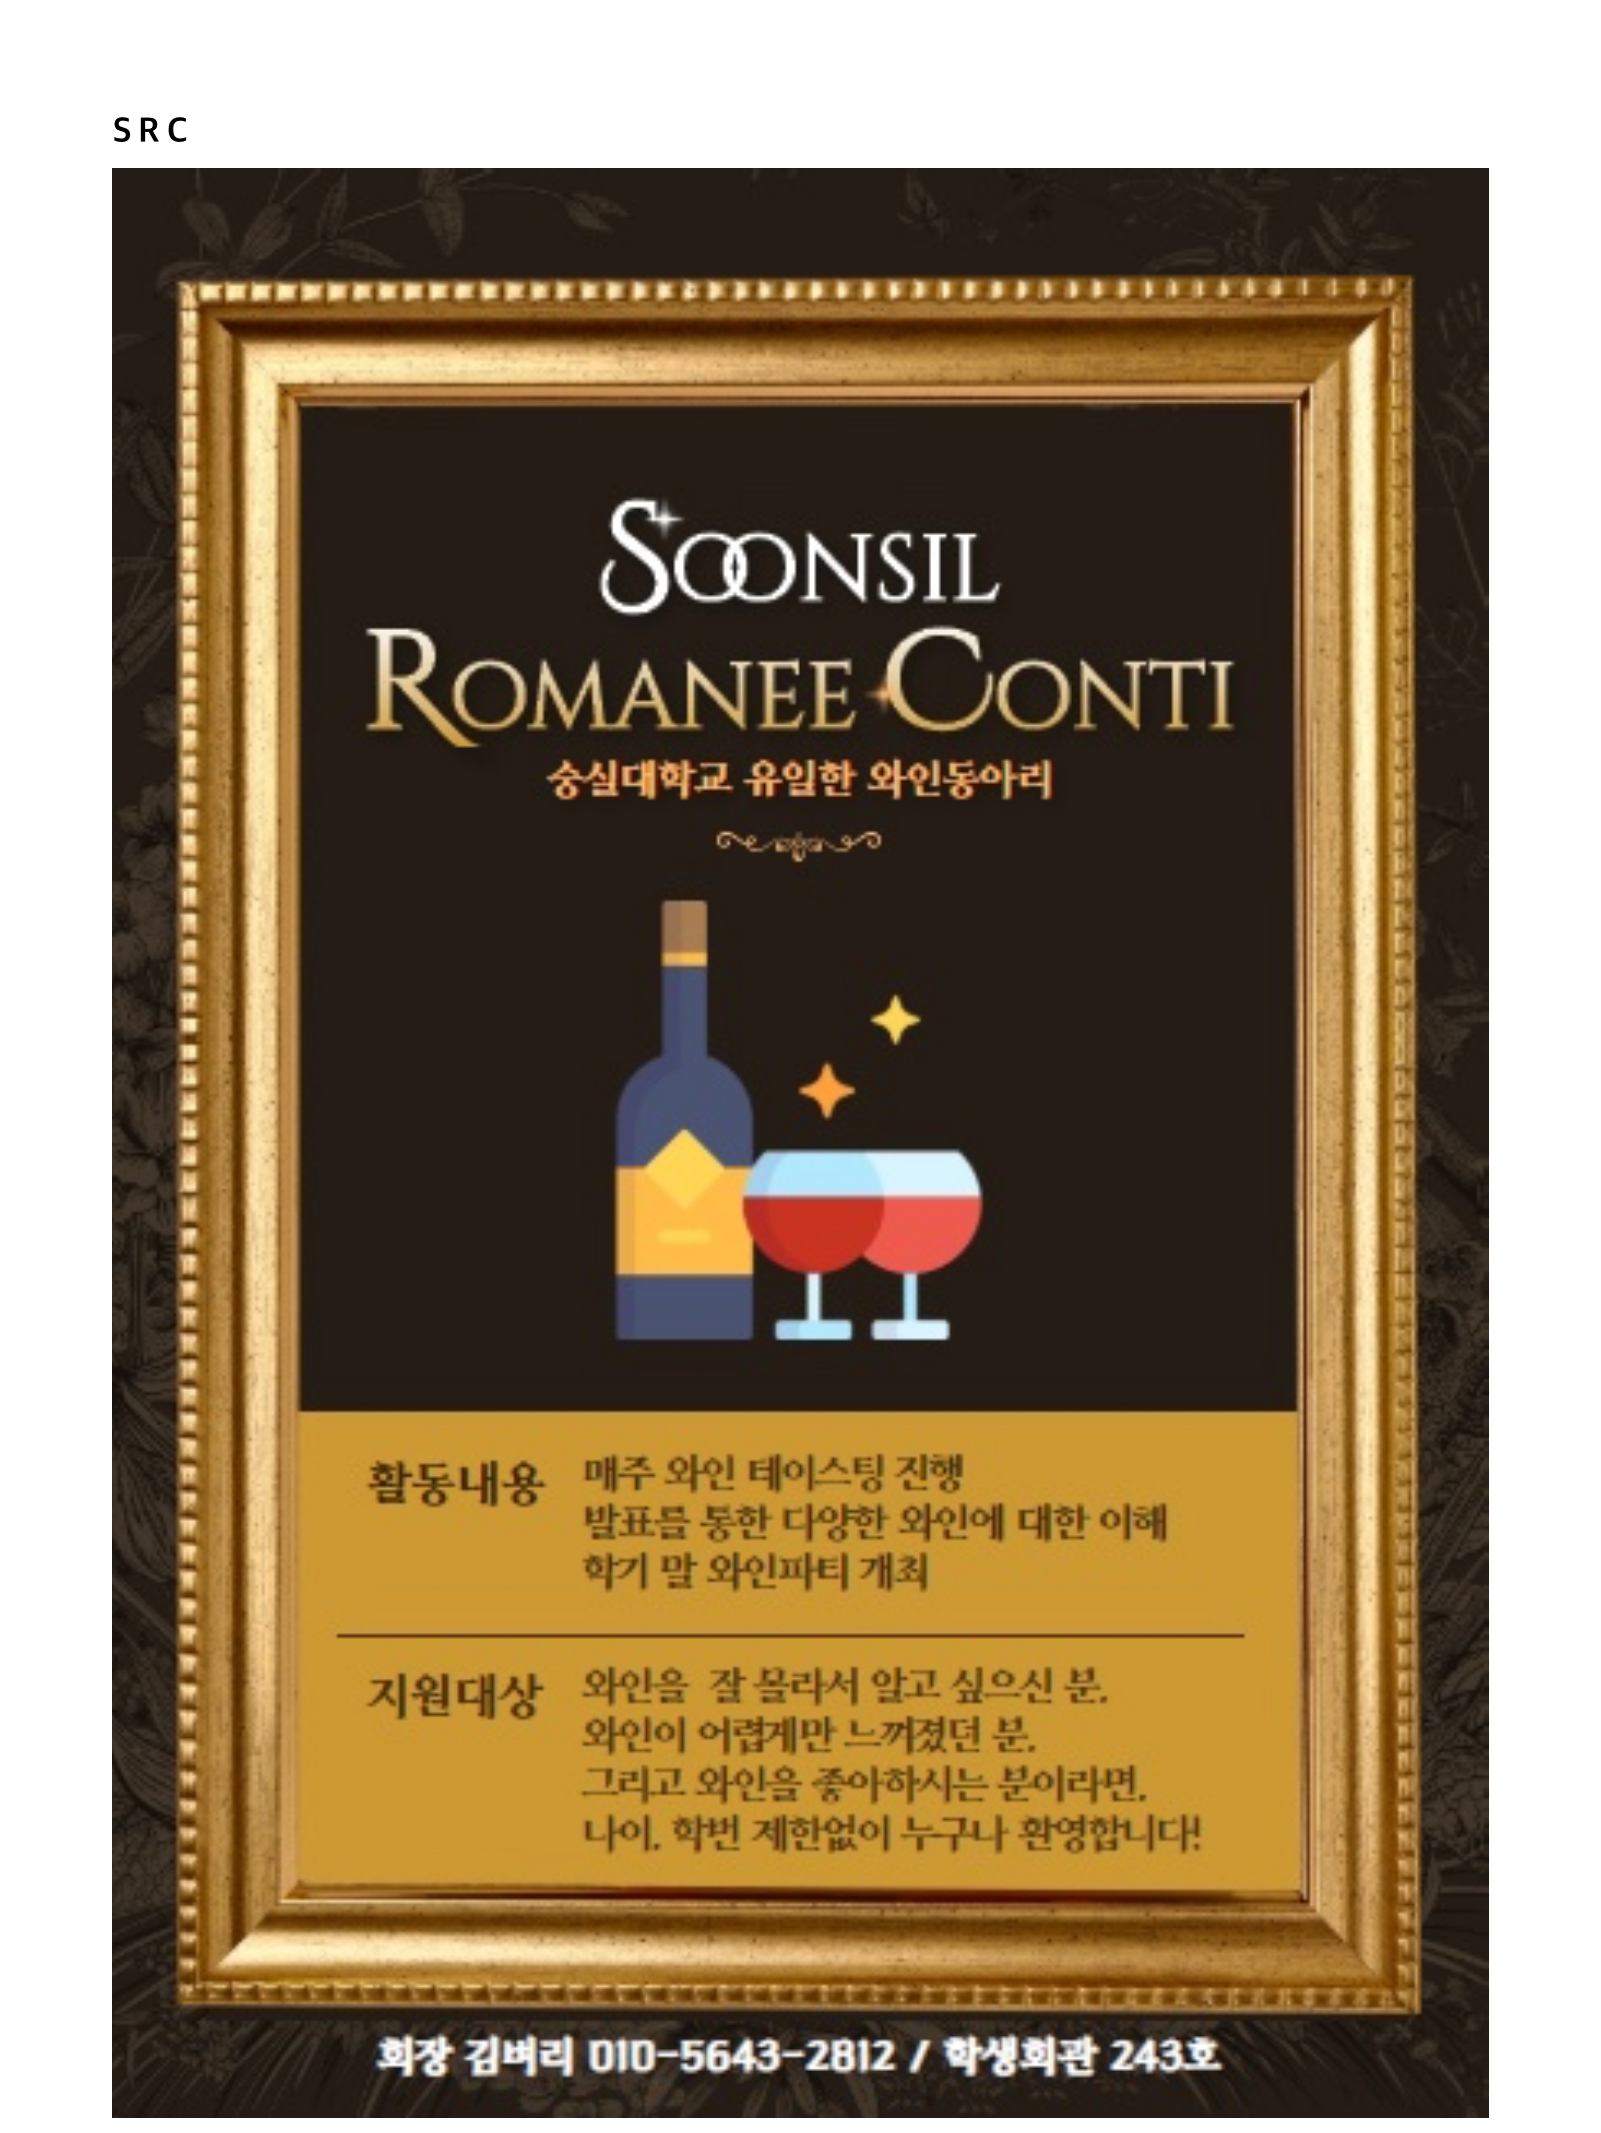 SRC
SOONSIL
ROMANEE CONTI
숭실대학교 유일한 와인동아리
활동내용
매주 와인 테이스팅 진행
발표를 통한 다양한 와인에 대한 이해
학기 말 와인파티 개최
지원대상
와인을 잘 몰라서 알고 싶으신 분,
와인이 어렵게만 느껴졌던 분,
그리고 와인을 좋아하시는 분이라면,
나이, 학번 제한없이 누구나 환영합니다!
회장 김벼리 010-5643-2812 / 학생회관 243호